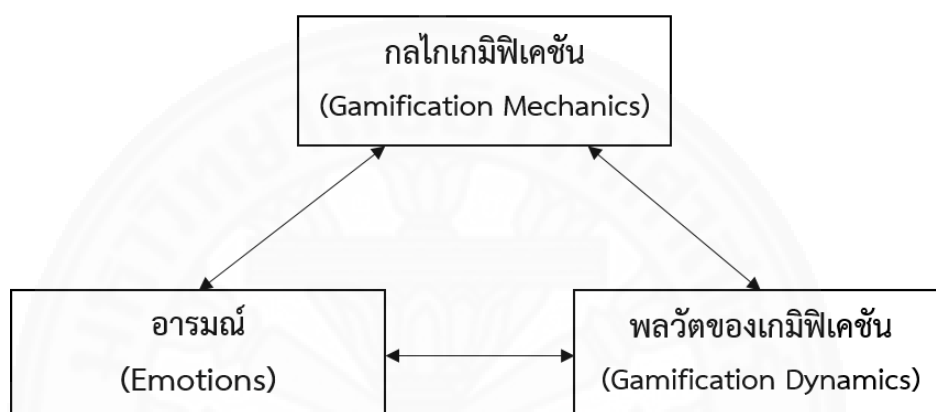 กลไกเกมิฟิเคชัน
(Gamification Mechanics)
อารมณ์
(Emotions)
พลวัตของเกมิฟิเคชัน
(Gamification Dynamics)